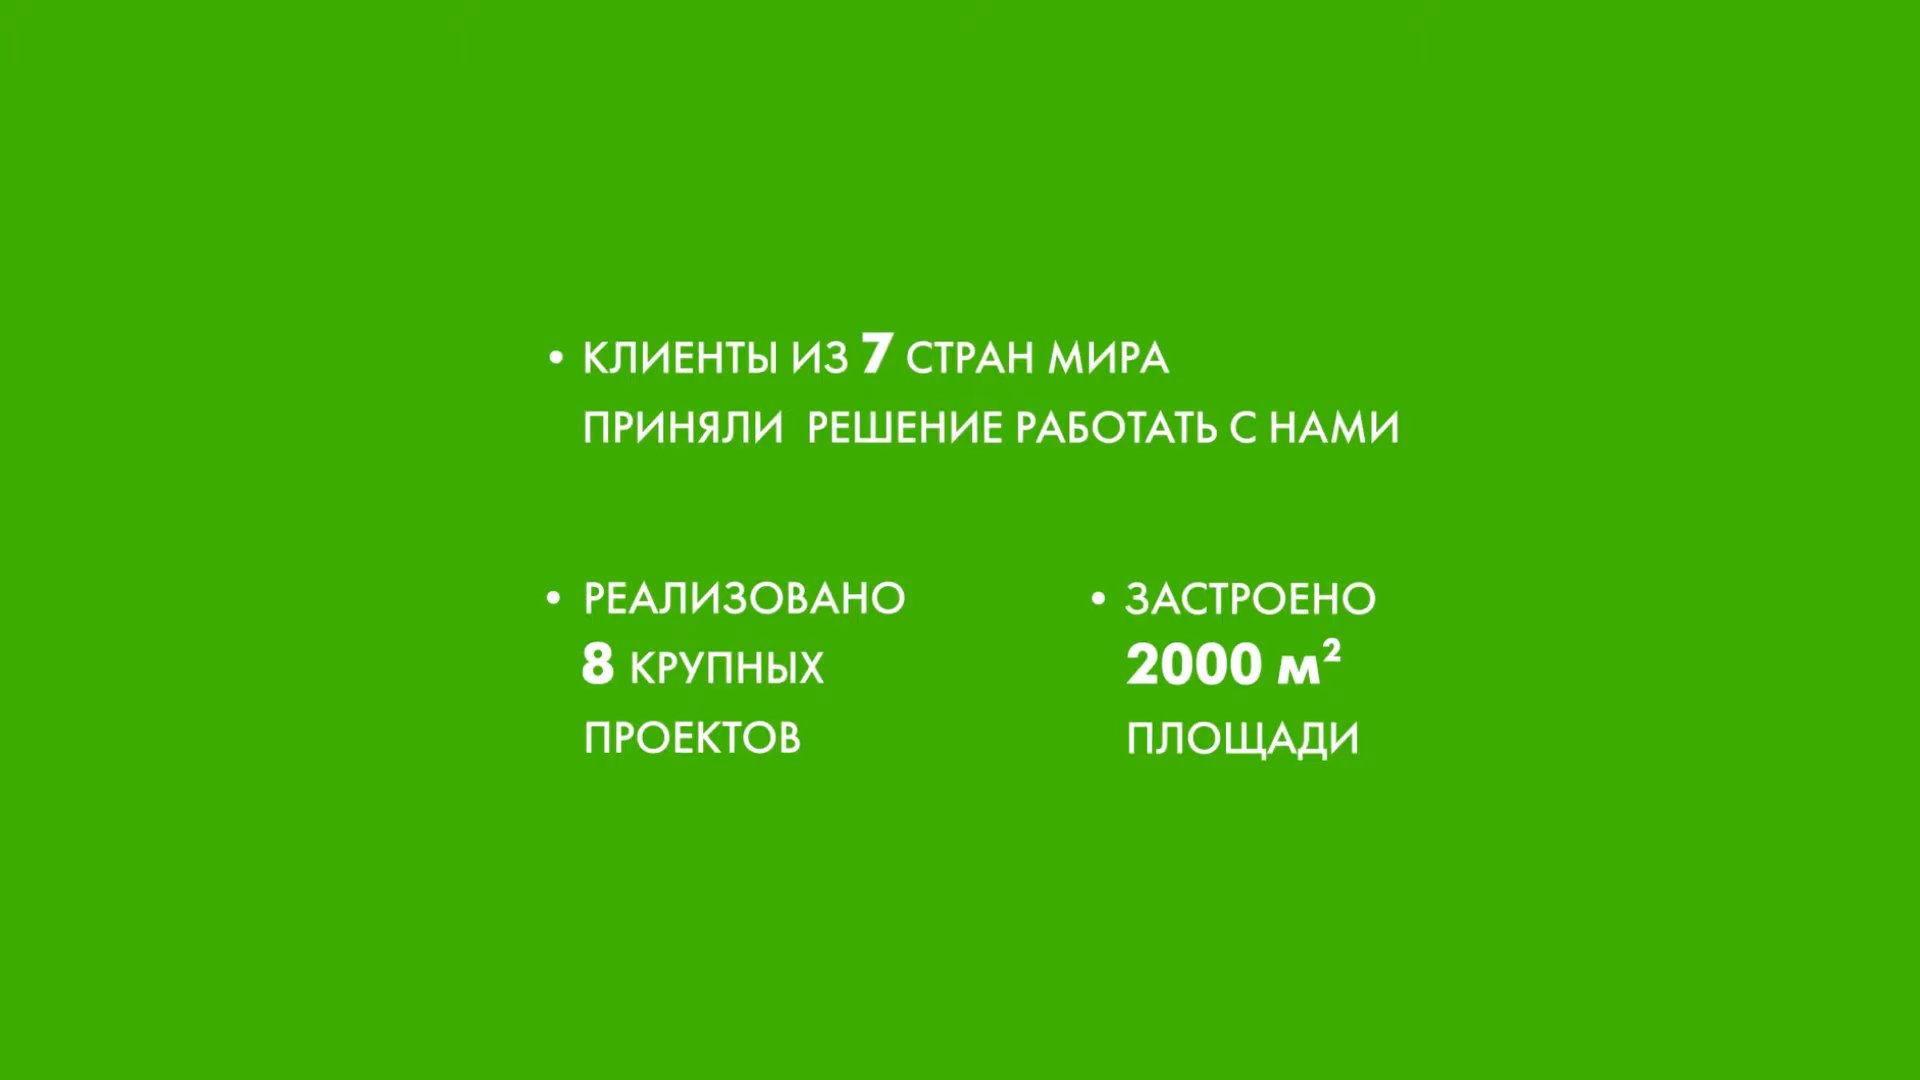 • КЛИЕНТЫ ИЗ 7 СТРАН МИРА
ПРИНЯЛИ  РЕШЕНИЕ РАБОТАТЬ С НАМИ
• РЕАЛИЗОВАНО
8 КРУПНЫХ
ПРОЕКТОВ
• ЗАСТРОЕНО
2000 м²
ПЛОЩАДИ